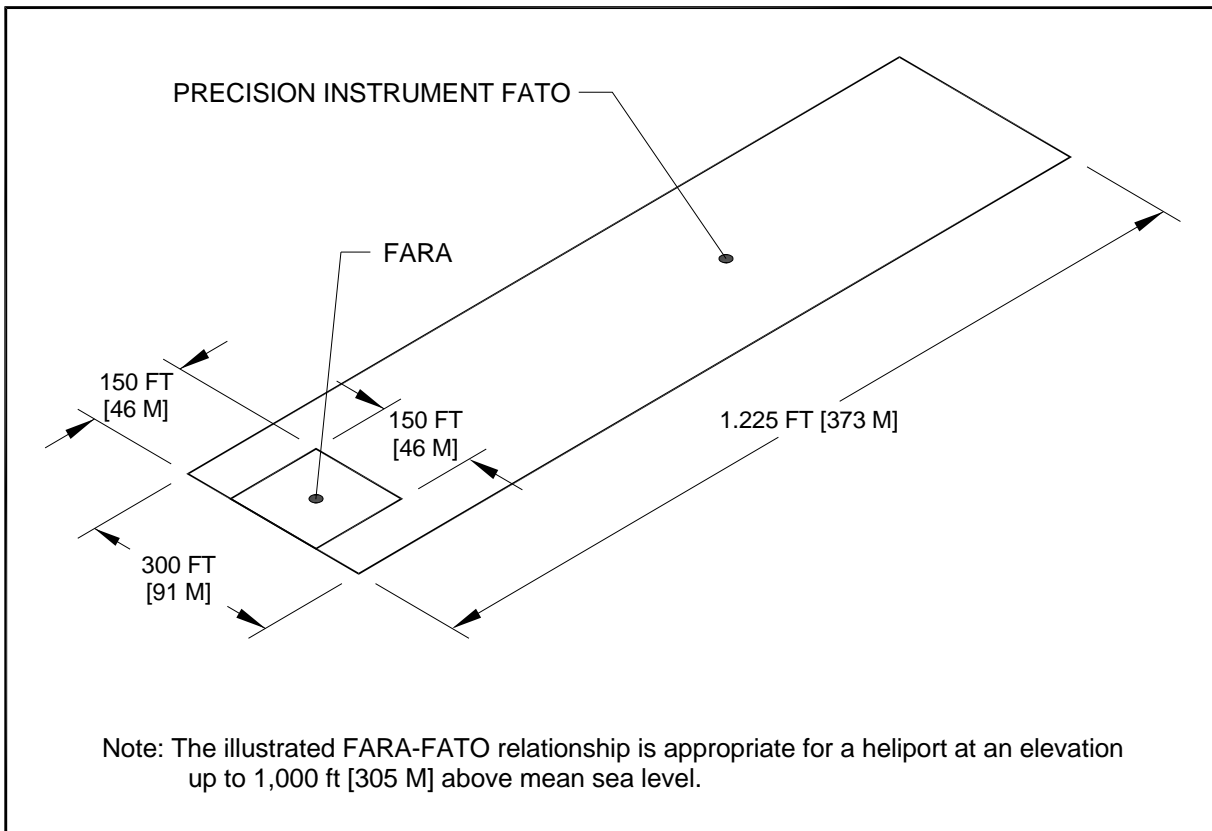 PRECISION INSTRUMENT FATO
FARA
150 FT
[46 M]
150 FT
[46 M]
1.225 FT [373 M]
300 FT
[91 M]
Note: The illustrated FARA-FATO relationship is appropriate for a heliport at an elevation
up to 1,000 ft [305 M] above mean sea level.